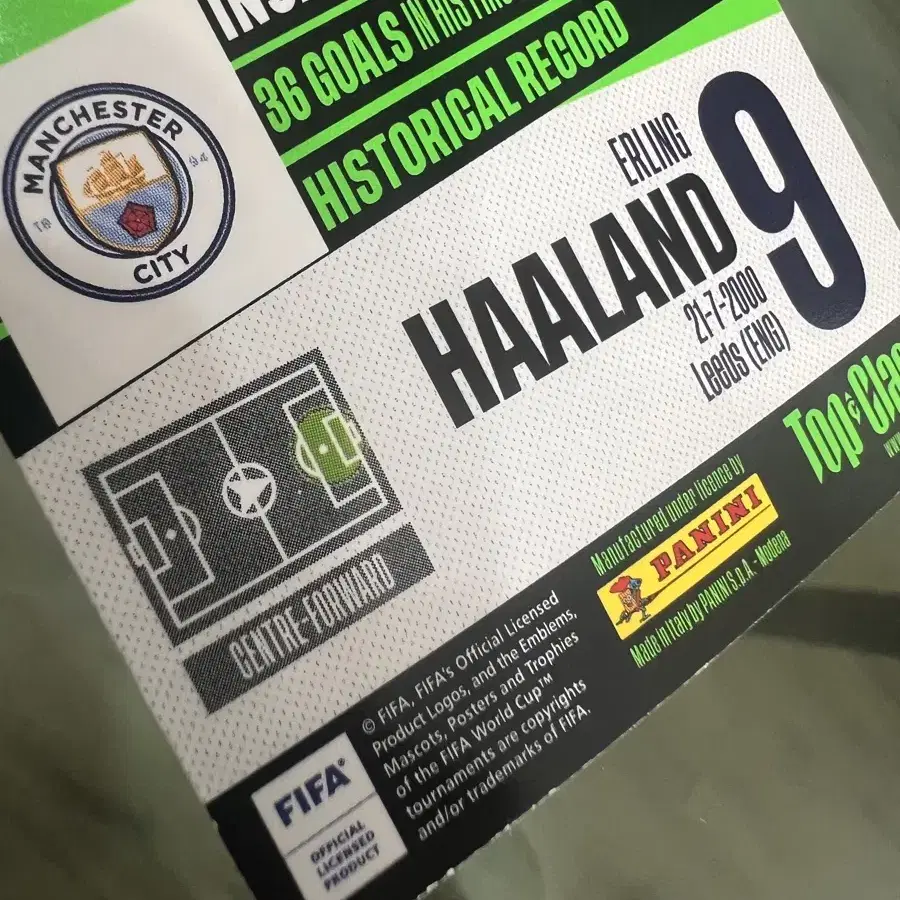 36 GOALS IN HIS
HISTORICAL RECORD
MANCHESTER
CITY
ERLING
HAALAND
9
21-7-2000
Leeds (ENG)
CENTRE-FORWARD
Manufactured under licence by
PANINI
Made in Italy by PANINI S.p.A. - Modena
FIFA
OFFICIAL
LICENSED
PRODUCT
© FIFA, FIFA's Official Licensed
Product Logos, and the Emblems,
Mascots, Posters and Trophies
of the FIFA World Cup™
tournaments are copyrights
and/or trademarks of FIFA.